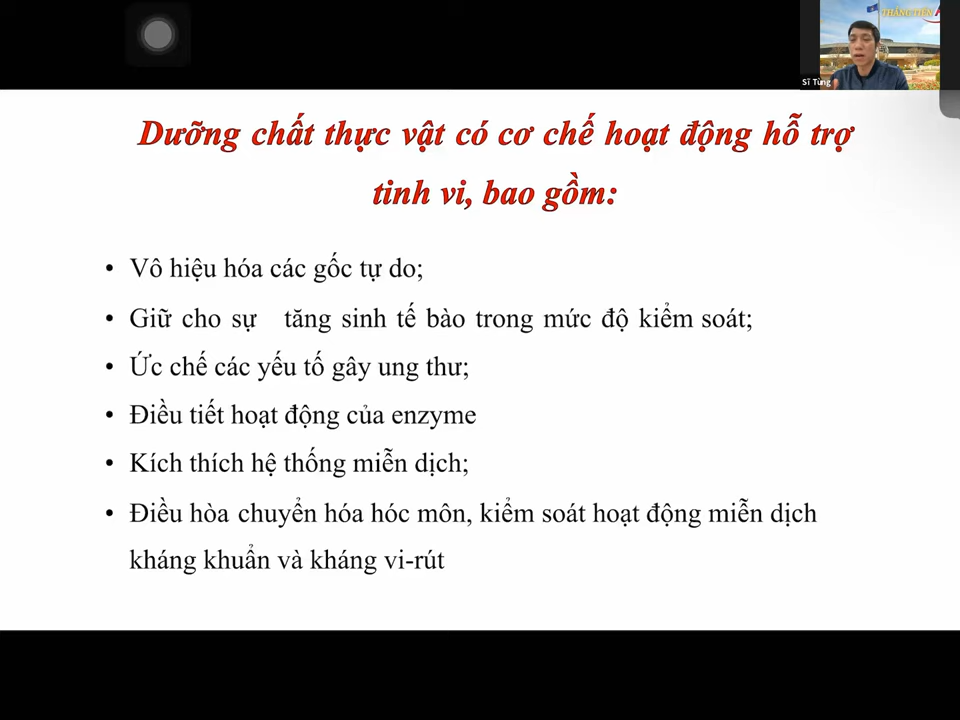 THẮNG TIẾN
Sĩ Tùng
Dưỡng chất thực vật có cơ chế hoạt động hỗ trợ
tinh vi, bao gồm:
• Vô hiệu hóa các gốc tự do;
• Giữ cho sự tăng sinh tế bào trong mức độ kiểm soát;
• Ức chế các yếu tố gây ung thư;
• Điều tiết hoạt động của enzyme
• Kích thích hệ thống miễn dịch;
• Điều hòa chuyển hóa hóc môn, kiểm soát hoạt động miễn dịch
kháng khuẩn và kháng vi-rút